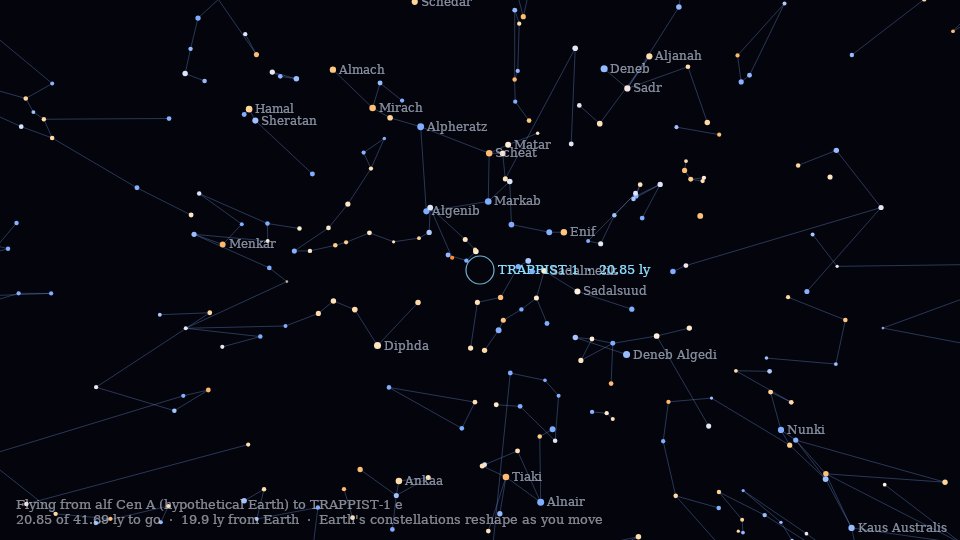 Schedar
Aljanah
Almach
Deneb
Sadr
Mirach
Hamal
Sheratan
Alpheratz
Matar
Scheat
Markab
Algenib
Enif
Menkar
TRAPPIST-1 · 20.85 ly
Sadalmelik
Sadalsuud
Diphda
Deneb Algedi
Nunki
Tiaki
Ankaa
Alnair
Kaus Australis
Flying from alf Cen A (hypothetical Earth) to TRAPPIST-1 e
20.85 of ly to go · 19.9 ly from Earth · Earth's constellations reshape as you move